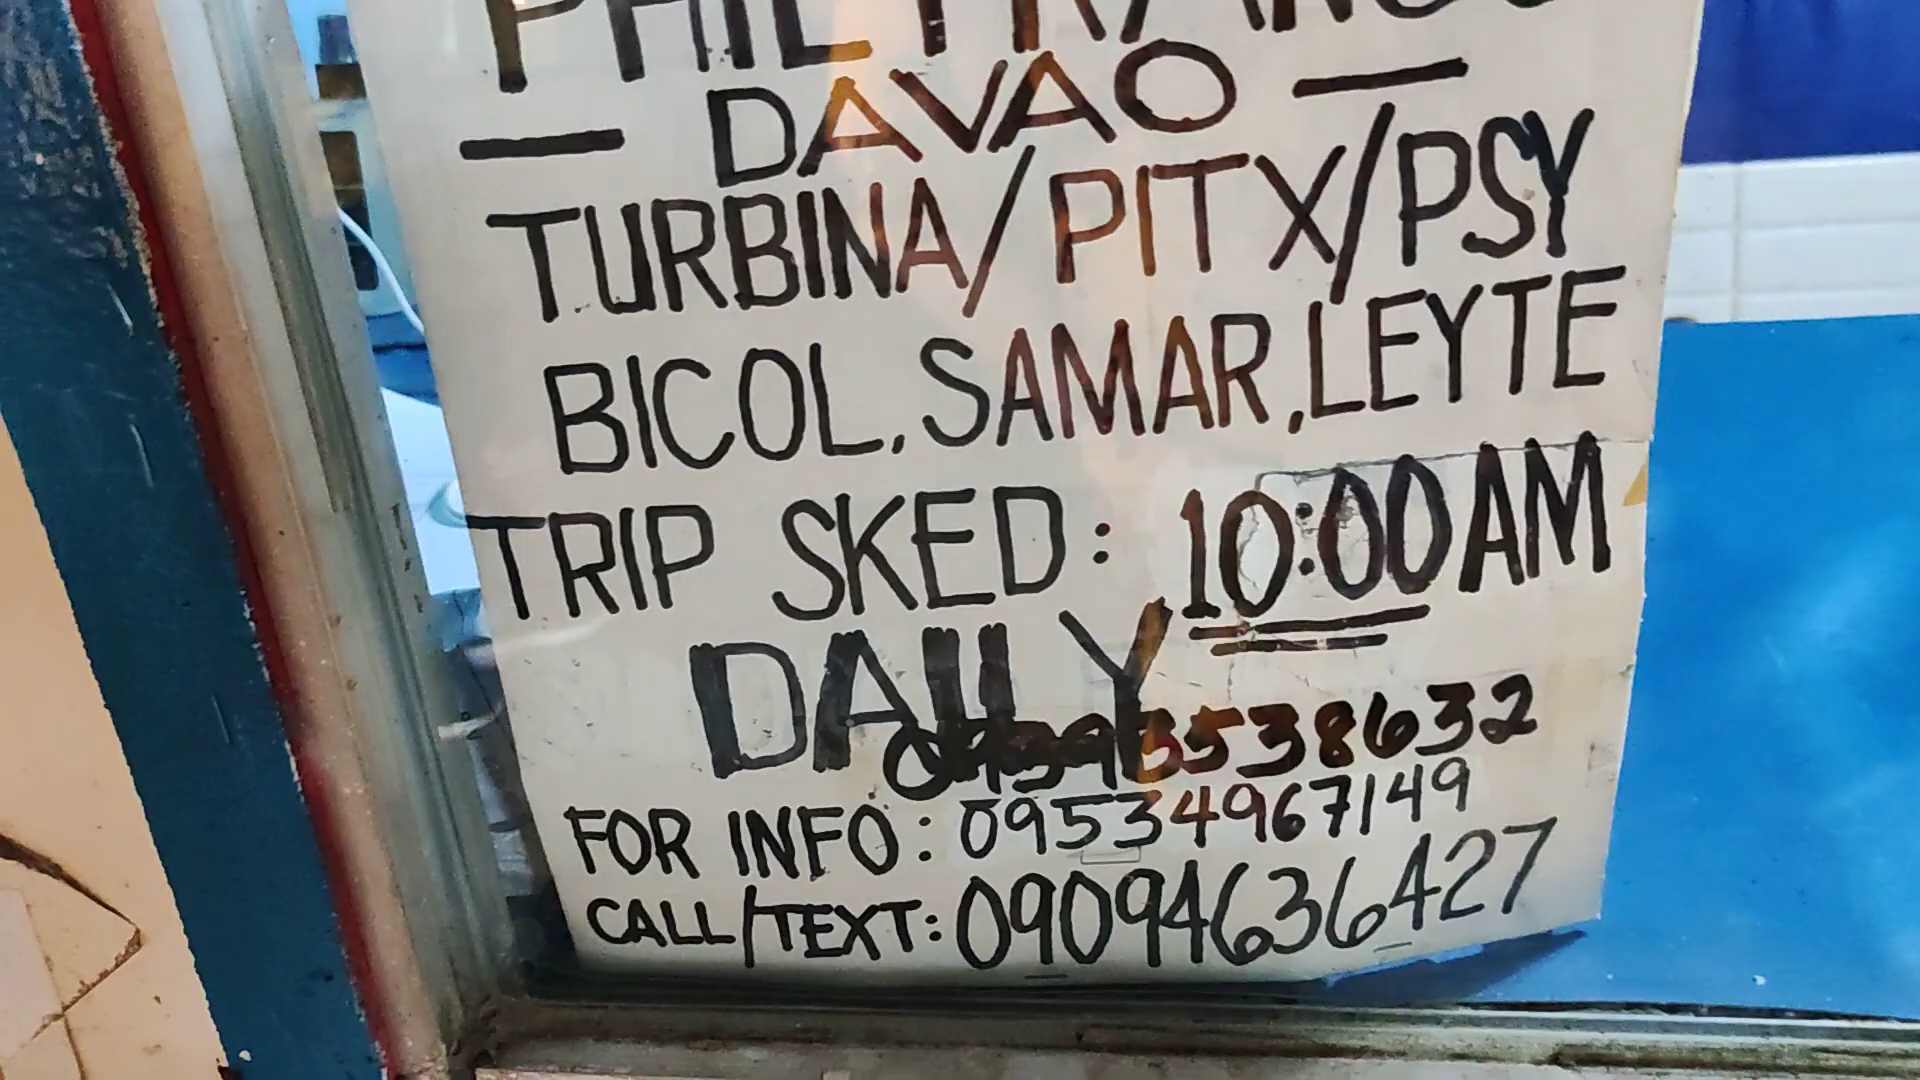 PHILTRANCO
— DAVAO —
TURBINA/PITX/PSY
BICOL, SAMAR, LEYTE
TRIP SKED: 10:00AM
DAILY
FOR INFO: 09534967149
CALL/TEXT: 09094636427